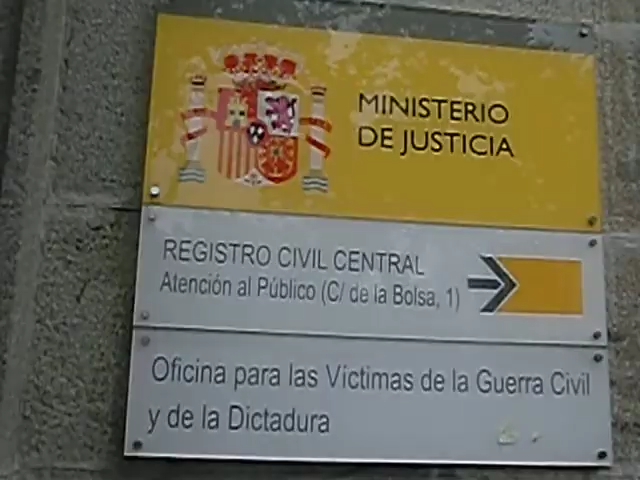 MINISTERIO
DE JUSTICIA
REGISTRO CIVIL CENTRAL
Atención al Público (C/ de la Bolsa, 1)
Oficina para las Víctimas de la Guerra Civil
y de la Dictadura